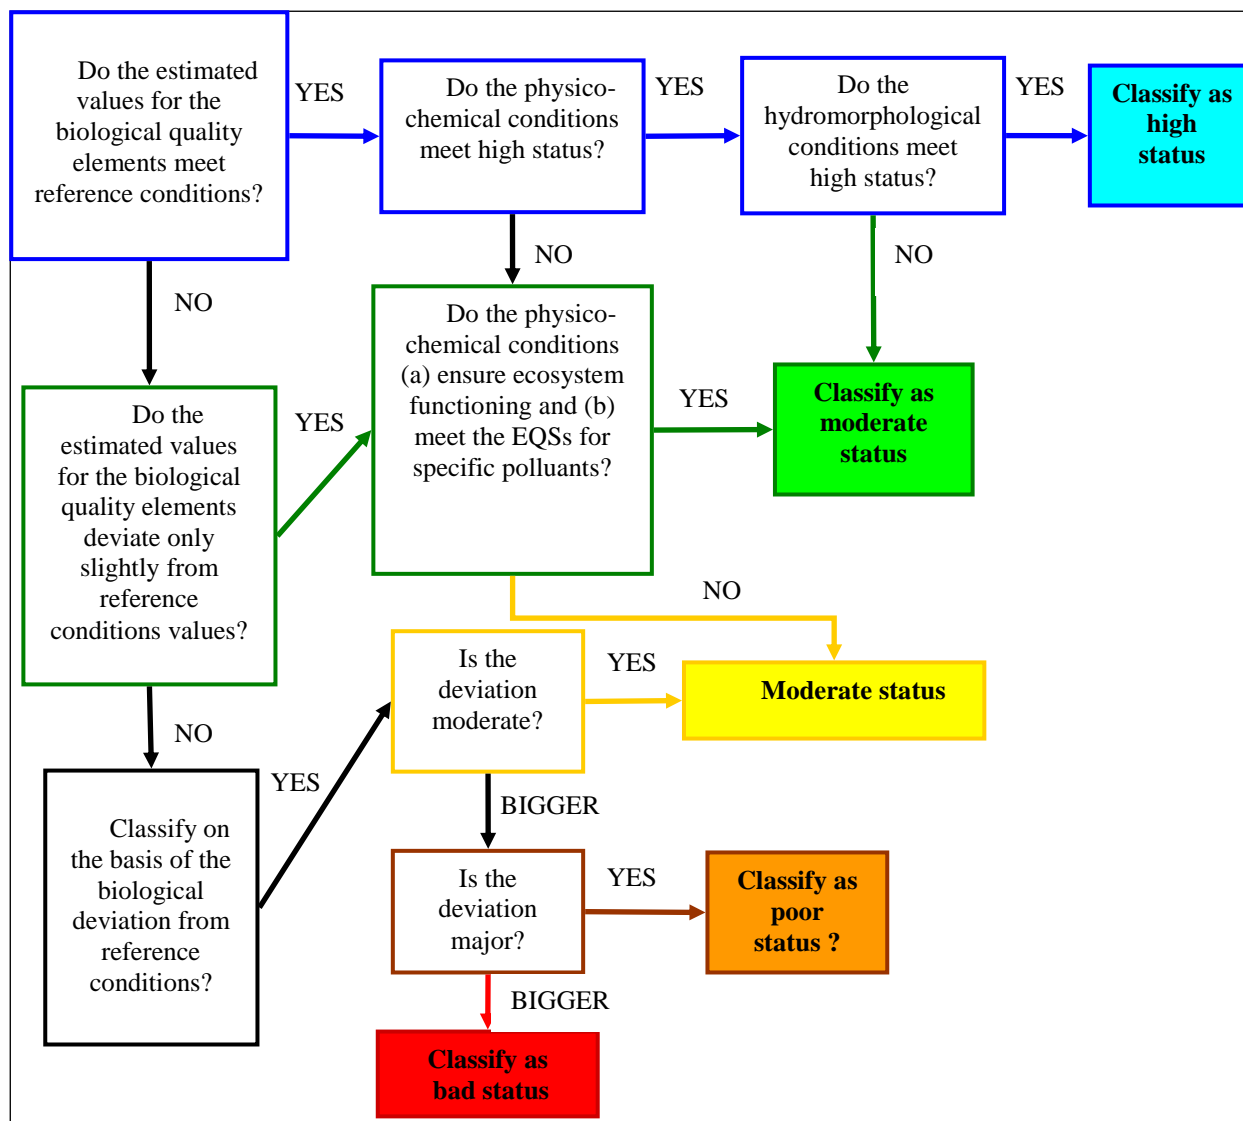 Do the estimated
values for the
biological quality
elements meet
reference conditions?
YES
Do the physico-
chemical conditions
meet high status?
YES
Do the
hydromorphological
conditions meet
high status?
YES
Classify as
high
status
NO
NO
NO
Do the
estimated values
for the biological
quality elements
deviate only
slightly from
reference
conditions values?
YES
Do the physico-
chemical conditions
(a) ensure ecosystem
functioning and (b)
meet the EQSs for
specific polluants?
YES
Classify as
moderate
status
NO
NO
Classify on
the basis of the
biological
deviation from
reference
conditions?
YES
Is the
deviation
moderate?
YES
Moderate status
BIGGER
Is the
deviation
major?
YES
Classify as
poor
status ?
BIGGER
Classify as
bad status